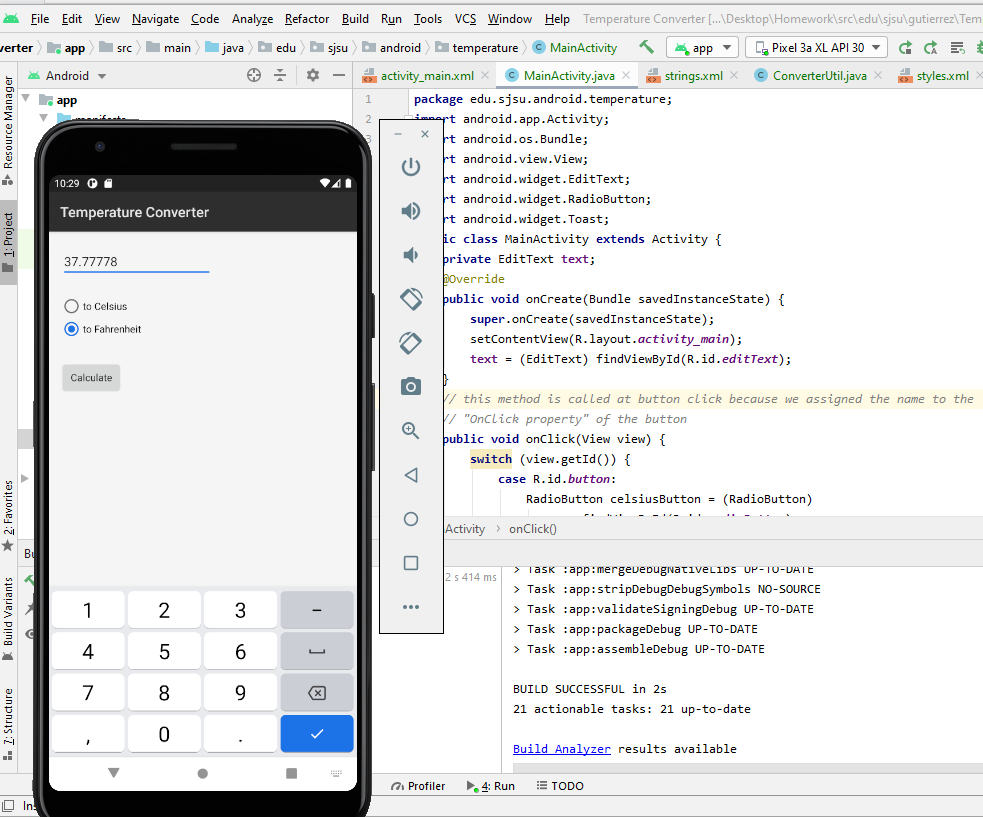 File Edit View Navigate Code Analyze Refactor Build Run Tools VCS Window Help Temperature Converter [...\Desktop\Homework\src\edu\sjsu\gutierrez\Tem
verter app src main java edu sjsu android temperature MainActivity app Pixel 3a XL API 30
Android activity_main.xml MainActivity.java strings.xml ConverterUtil.java styles.xml
Resource Manager
1: Project
2: Favorites
Build Variants
7: Structure
app
manifests
1 package edu.sjsu.android.temperature;
2 import android.app.Activity;
3 rt android.os.Bundle;
rt android.view.View;
rt android.widget.EditText;
rt android.widget.RadioButton;
rt android.widget.Toast;
ic class MainActivity extends Activity {
private EditText text;
@Override
public void onCreate(Bundle savedInstanceState) {
super.onCreate(savedInstanceState);
setContentView(R.layout.activity_main);
text = (EditText) findViewById(R.id.editText);
}
// this method is called at button click because we assigned the name to the
// "OnClick property" of the button
public void onClick(View view) {
switch (view.getId()) {
case R.id.button:
RadioButton celsiusButton = (RadioButton)
Activity onClick()
10:29
Temperature Converter
37.77778
to Celsius
to Fahrenheit
Calculate
1 2 3 -
4 5 6
7 8 9
, 0 .
Bu
2 s 414 ms
> Task :app:mergeDebugNativeLibs UP-TO-DATE
> Task :app:stripDebugDebugSymbols NO-SOURCE
> Task :app:validateSigningDebug UP-TO-DATE
> Task :app:packageDebug UP-TO-DATE
> Task :app:assembleDebug UP-TO-DATE
BUILD SUCCESSFUL in 2s
21 actionable tasks: 21 up-to-date
Build Analyzer results available
Profiler 4: Run TODO
Ins